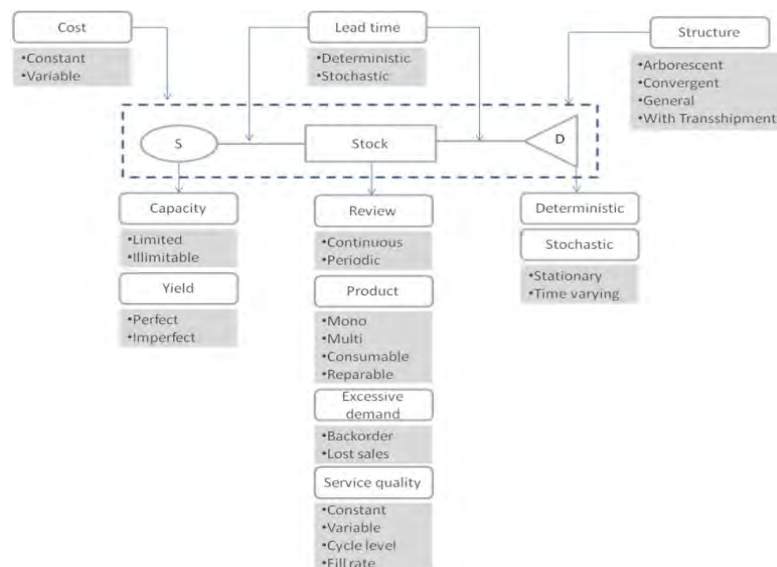 Cost
•Constant
•Variable
Lead time
•Deterministic
•Stochastic
Structure
•Arborescent
•Convergent
•General
•With Transshipment
S
Stock
D
Capacity
•Limited
•Illimitable
Yield
•Perfect
•Imperfect
Review
•Continuous
•Periodic
Product
•Mono
•Multi
•Consumable
•Reparable
Excessive
demand
•Backorder
•Lost sales
Service quality
•Constant
•Variable
•Cycle level
•Fill rate
Deterministic
Stochastic
•Stationary
•Time varying